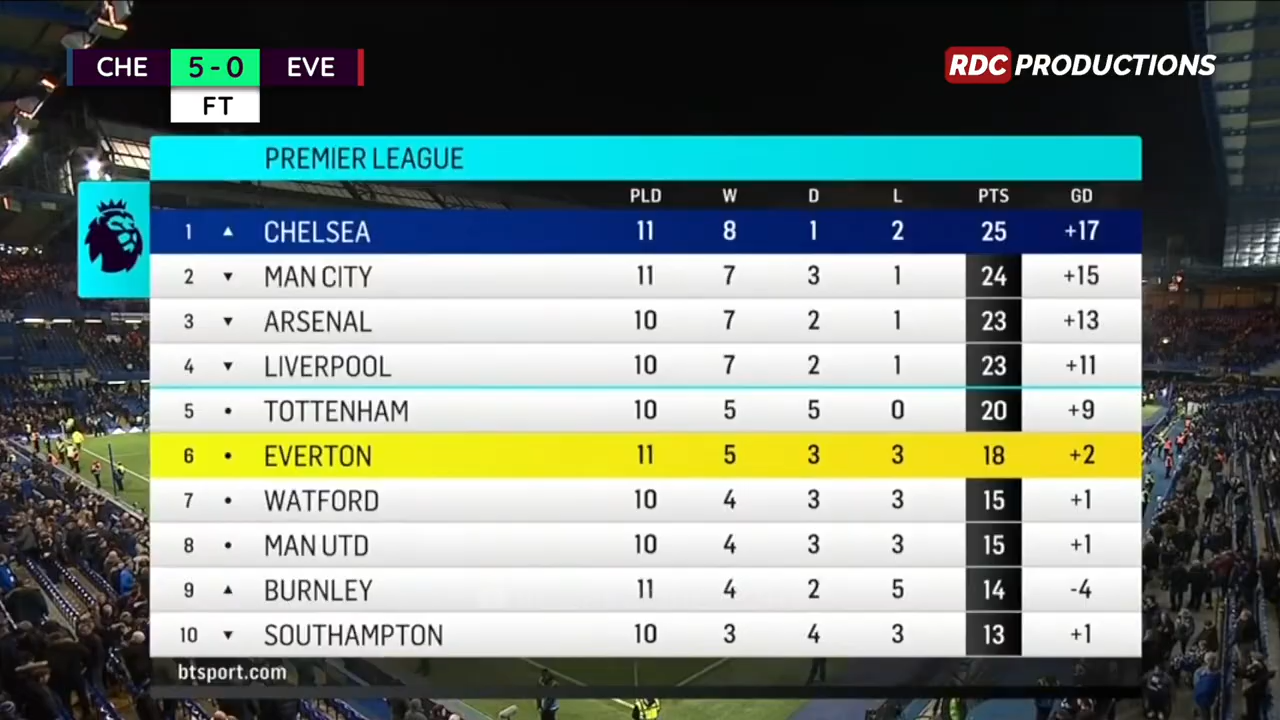 CHE 5 - 0 EVE
FT
RDC PRODUCTIONS
PREMIER LEAGUE
PLD W D L PTS GD
1 ▲ CHELSEA 11 8 1 2 25 +17
2 ▼ MAN CITY 11 7 3 1 24 +15
3 ▼ ARSENAL 10 7 2 1 23 +13
4 ▼ LIVERPOOL 10 7 2 1 23 +11
5 • TOTTENHAM 10 5 5 0 20 +9
6 • EVERTON 11 5 3 3 18 +2
7 • WATFORD 10 4 3 3 15 +1
8 • MAN UTD 10 4 3 3 15 +1
9 ▲ BURNLEY 11 4 2 5 14 -4
10 ▼ SOUTHAMPTON 10 3 4 3 13 +1
btsport.com